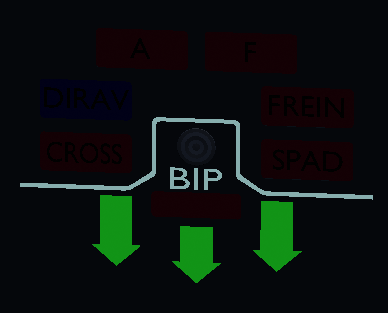 A F
DIRAV FREIN
CROSS SPAD
BIP